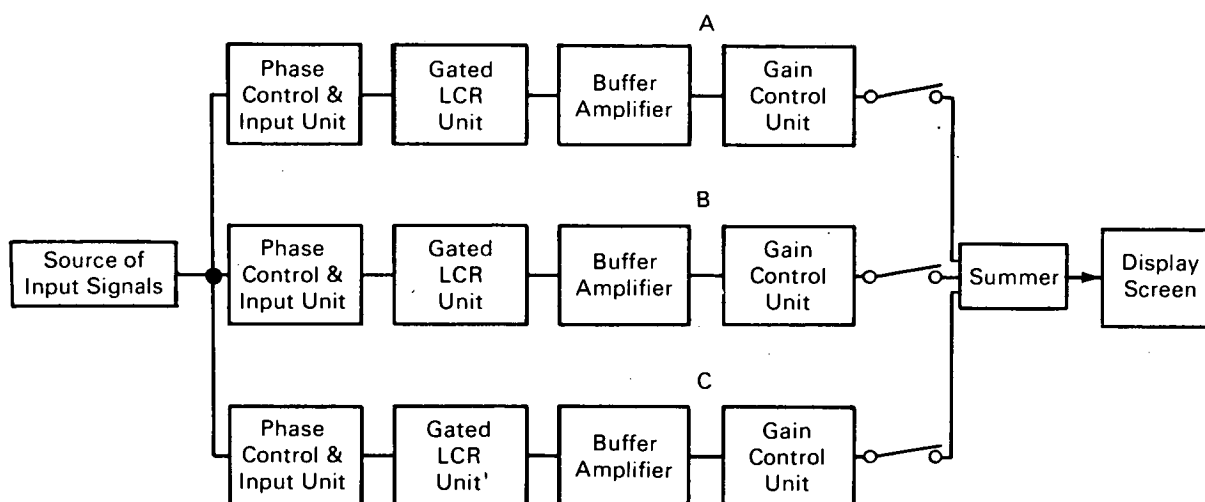 A
Phase
Control &
Input Unit
Gated
LCR
Unit
Buffer
Amplifier
Gain
Control
Unit
B
Source of
Input Signals
Phase
Control &
Input Unit
Gated
LCR
Unit
Buffer
Amplifier
Gain
Control
Unit
Summer
Display
Screen
C
Phase
Control &
Input Unit
Gated
LCR
Unit'
Buffer
Amplifier
Gain
Control
Unit